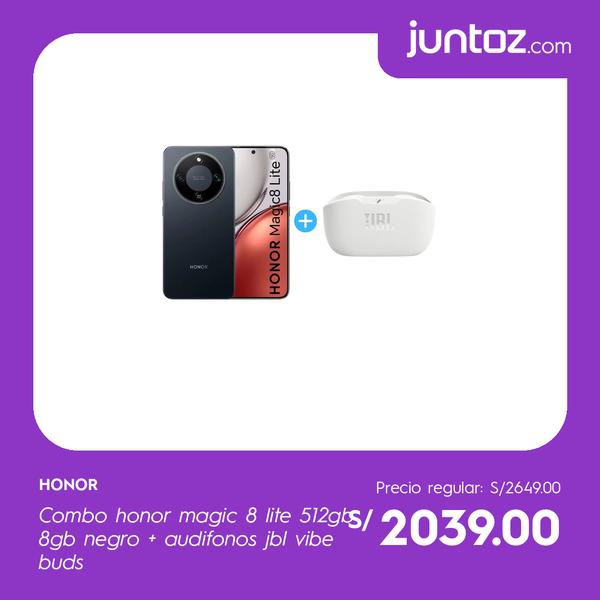 juntoz.com
HONOR Magic8 Lite
HONOR
JBL
HONOR
Precio regular: S/2649.00
Combo honor magic 8 lite 512gb
8gb negro + audifonos jbl vibe
buds
S/ 2039.00